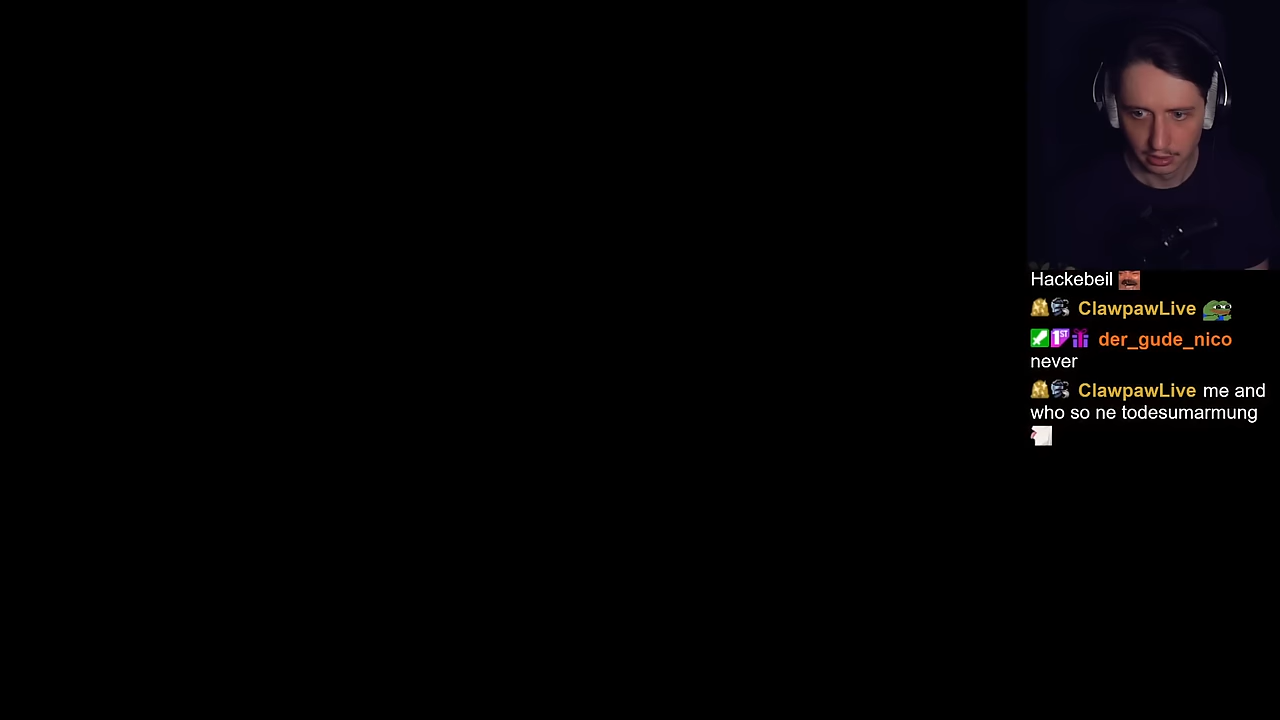 Hackebeil
ClawpawLive
der_gude_nico
never
ClawpawLive me and
who so ne todesumarmung